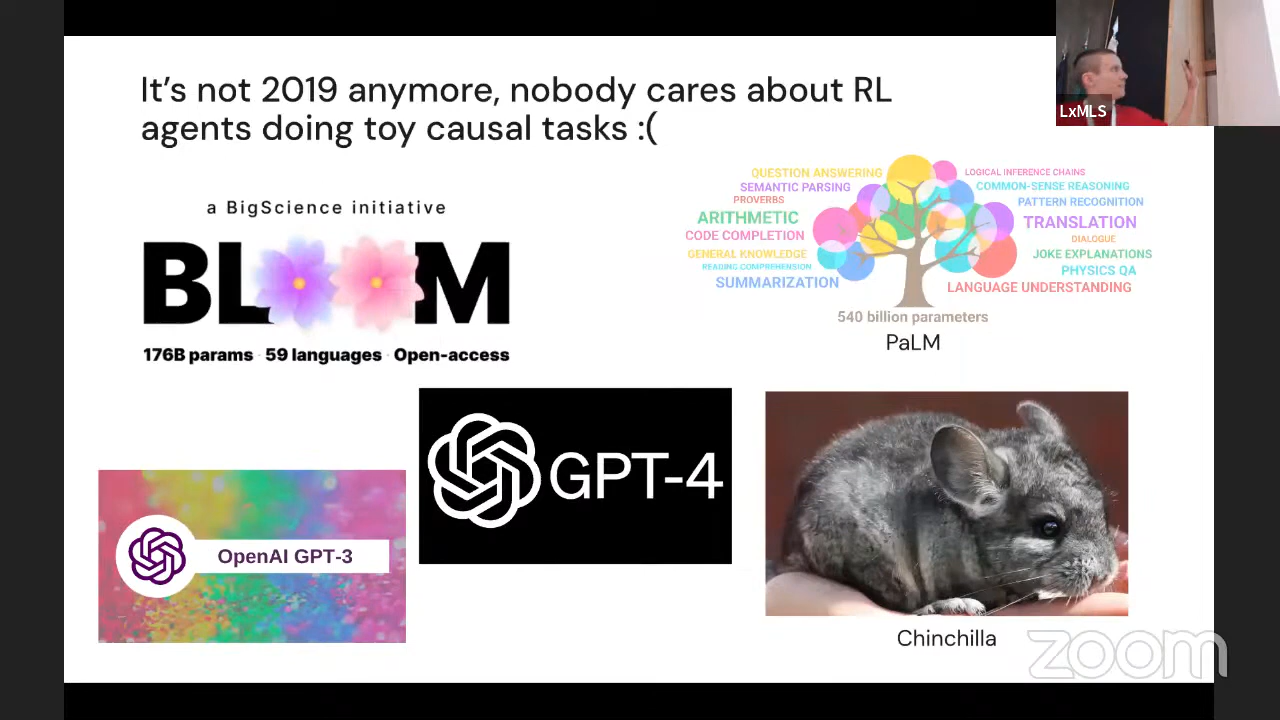 It's not 2019 anymore, nobody cares about RL
agents doing toy causal tasks :(
LxMLS
a BigScience initiative
BLOOM
176B params · 59 languages · Open-access
QUESTION ANSWERING
SEMANTIC PARSING
PROVERBS
ARITHMETIC
CODE COMPLETION
GENERAL KNOWLEDGE
READING COMPREHENSION
SUMMARIZATION
LOGICAL INFERENCE CHAINS
COMMON-SENSE REASONING
PATTERN RECOGNITION
TRANSLATION
DIALOGUE
JOKE EXPLANATIONS
PHYSICS QA
LANGUAGE UNDERSTANDING
540 billion parameters
PaLM
GPT-4
OpenAI GPT-3
Chinchilla
zoom